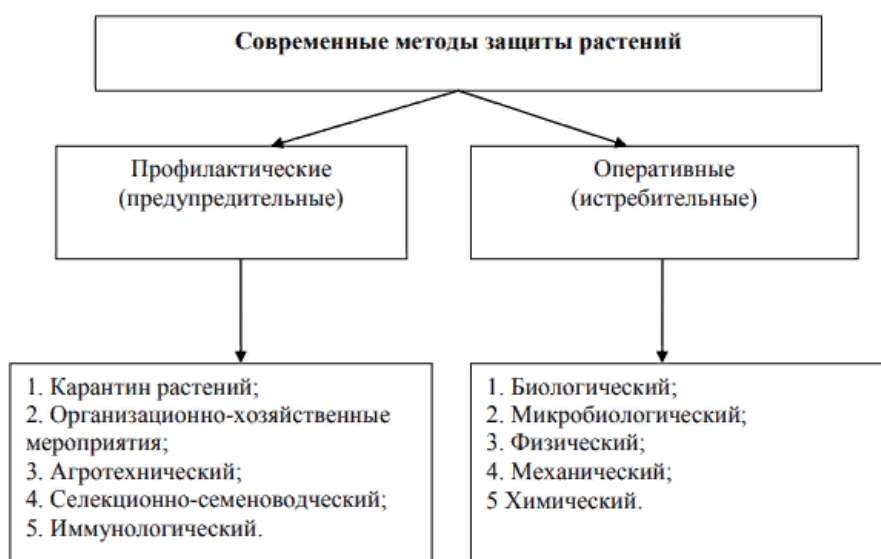 Современные методы защиты растений
Профилактические
(предупредительные)
Оперативные
(истребительные)
1. Карантин растений;
2. Организационно-хозяйственные
мероприятия;
3. Агротехнический;
4. Селекционно-семеноводческий;
5. Иммунологический.
1. Биологический;
2. Микробиологический;
3. Физический;
4. Механический;
5 Химический.